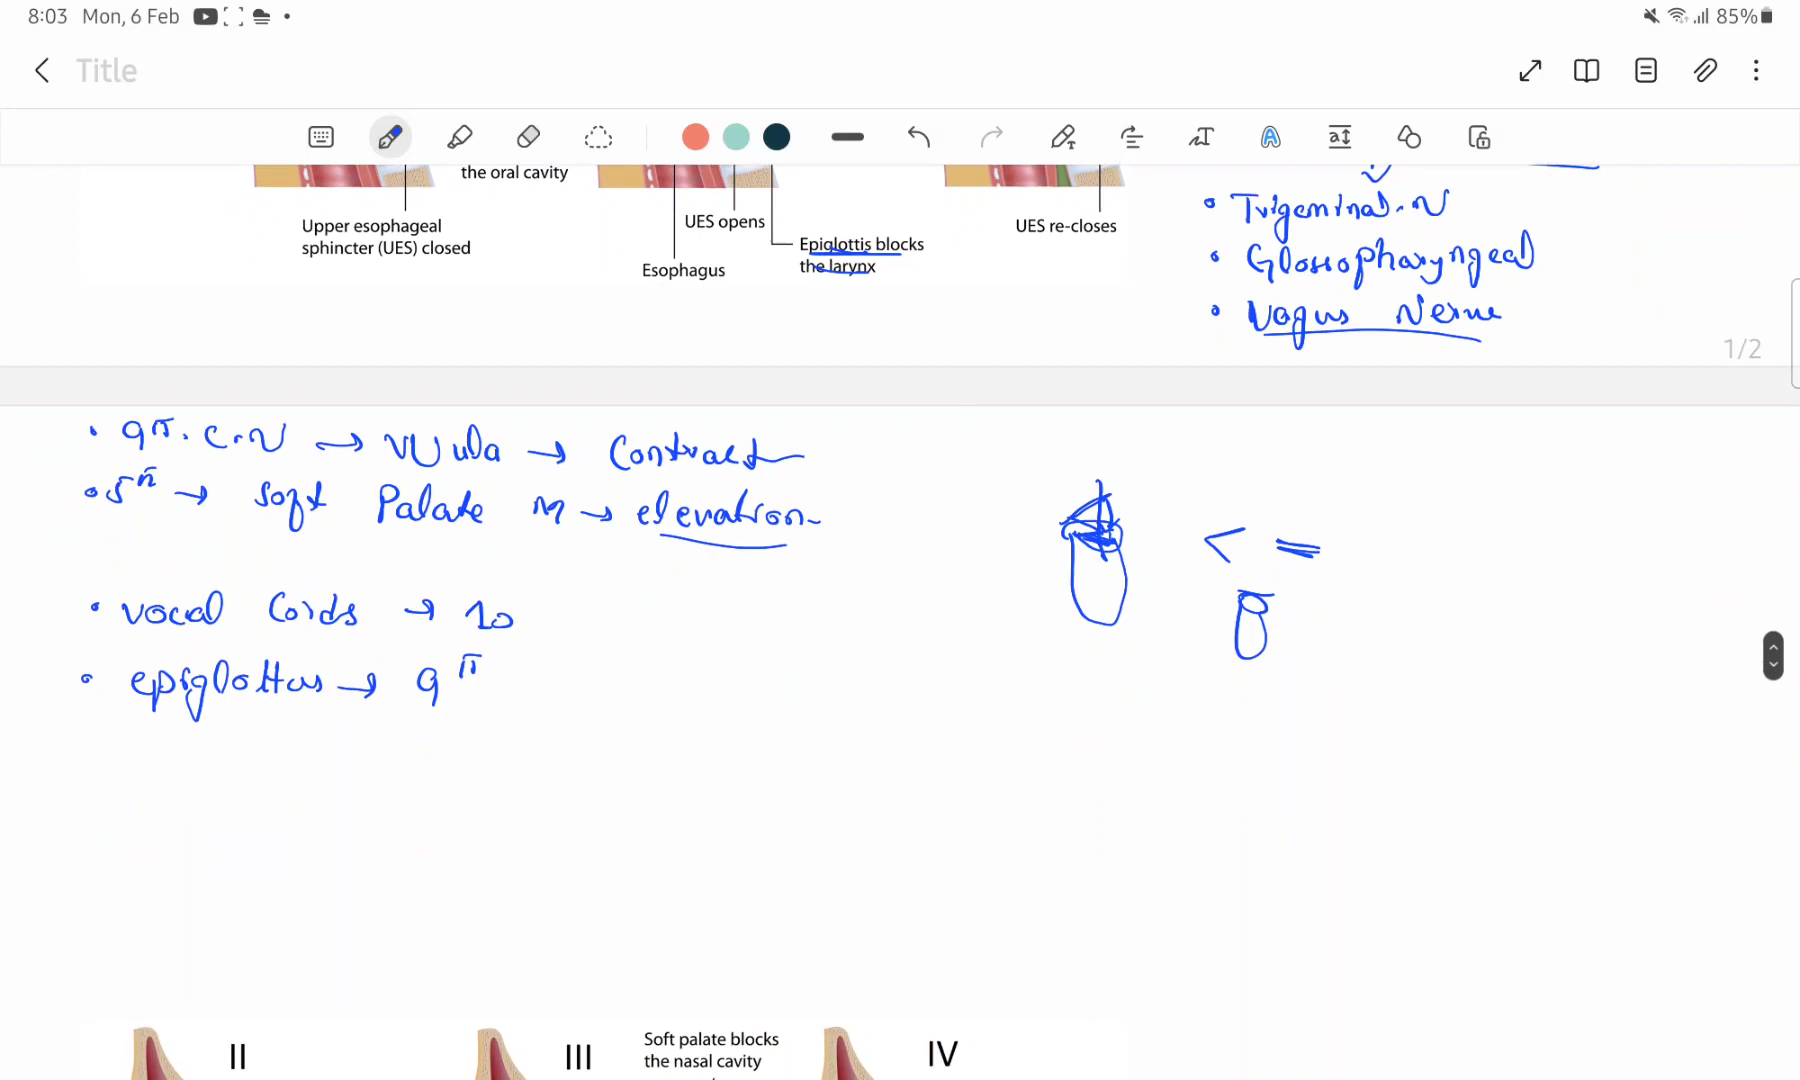 8:03 Mon, 6 Feb
85%
Title
the oral cavity
Upper esophageal
sphincter (UES) closed
UES opens
Esophagus
Epiglottis blocks
the larynx
UES re-closes
• Trigeminal. N
• Glossopharyngeal
• Vagus Nerve
1/2
• 9th. C.N → Uvula → Contract
• 5th → soft Palate M → elevation
• vocal Cords → 10
• epiglottus → 9th
< =
II
III
Soft palate blocks
the nasal cavity
IV